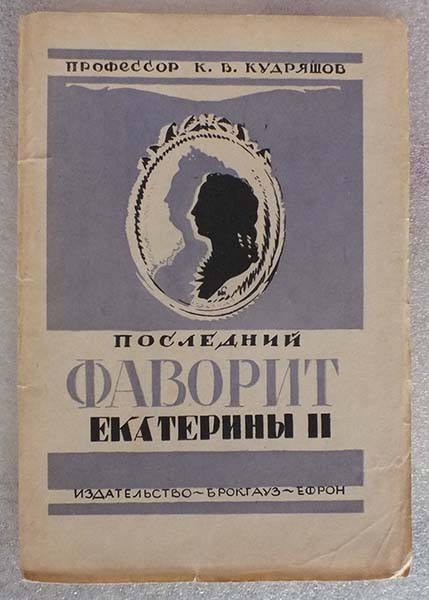 ПРОФЕССОР К. В. КУДРЯШОВ
ПОСЛЕДНИЙ
ФАВОРИТ
ЕКАТЕРИНЫ II
ИЗДАТЕЛЬСТВО~БРОКГАУЗ~ЕФРОН